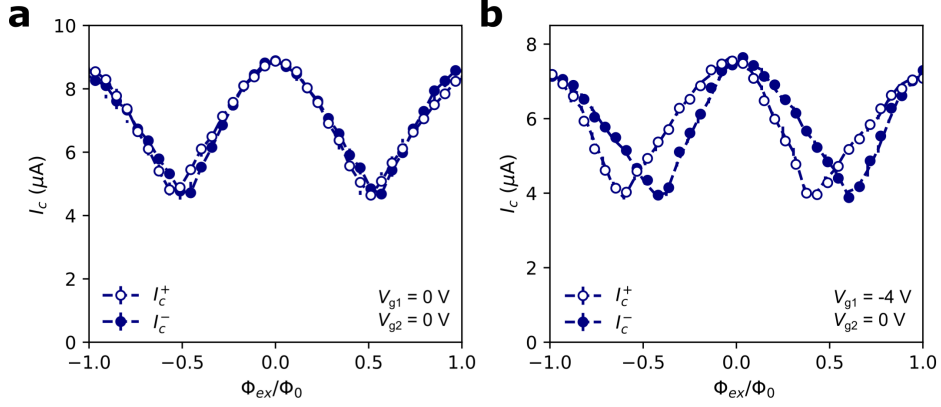 a
10
8
6
4
2
0
I_c (μA)
−1.0 −0.5 0.0 0.5 1.0
Φ_ex/Φ_0
I_c^+
I_c^−
V_g1 = 0 V
V_g2 = 0 V
b
8
6
4
2
0
I_c (μA)
−1.0 −0.5 0.0 0.5 1.0
Φ_ex/Φ_0
I_c^+
I_c^−
V_g1 = -4 V
V_g2 = 0 V